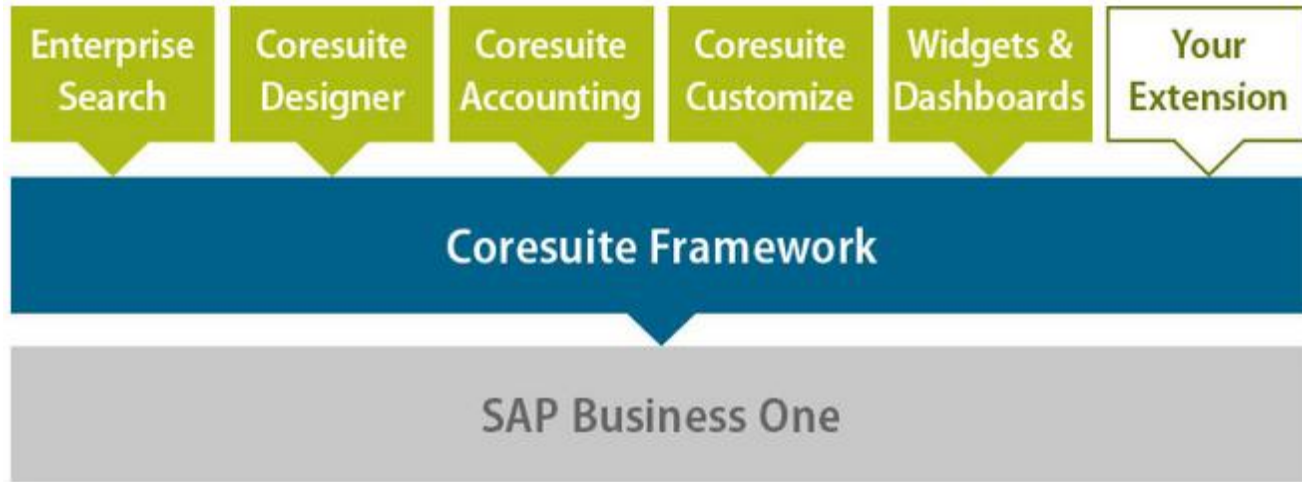 Enterprise
Search
Coresuite
Designer
Coresuite
Accounting
Coresuite
Customize
Widgets &
Dashboards
Your
Extension
Coresuite Framework
SAP Business One